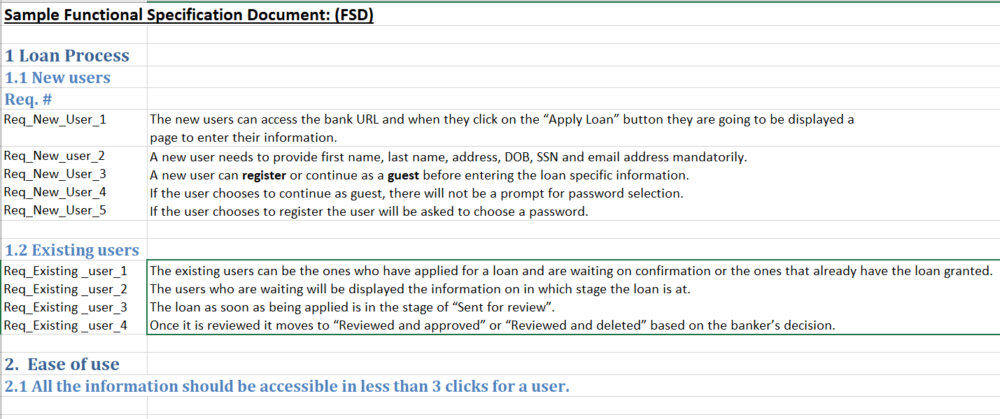 Sample Functional Specification Document: (FSD)
1 Loan Process
1.1 New users
Req. #
Req_New_User_1 The new users can access the bank URL and when they click on the “Apply Loan” button they are going to be displayed a
page to enter their information.
Req_New_user_2 A new user needs to provide first name, last name, address, DOB, SSN and email address mandatorily.
Req_New_User_3 A new user can register or continue as a guest before entering the loan specific information.
Req_New_User_4 If the user chooses to continue as guest, there will not be a prompt for password selection.
Req_New_User_5 If the user chooses to register the user will be asked to choose a password.
1.2 Existing users
Req_Existing _user_1 The existing users can be the ones who have applied for a loan and are waiting on confirmation or the ones that already have the loan granted.
Req_Existing _user_2 The users who are waiting will be displayed the information on in which stage the loan is at.
Req_Existing _user_3 The loan as soon as being applied is in the stage of “Sent for review”.
Req_Existing _user_4 Once it is reviewed it moves to “Reviewed and approved” or “Reviewed and deleted” based on the banker’s decision.
2. Ease of use
2.1 All the information should be accessible in less than 3 clicks for a user.